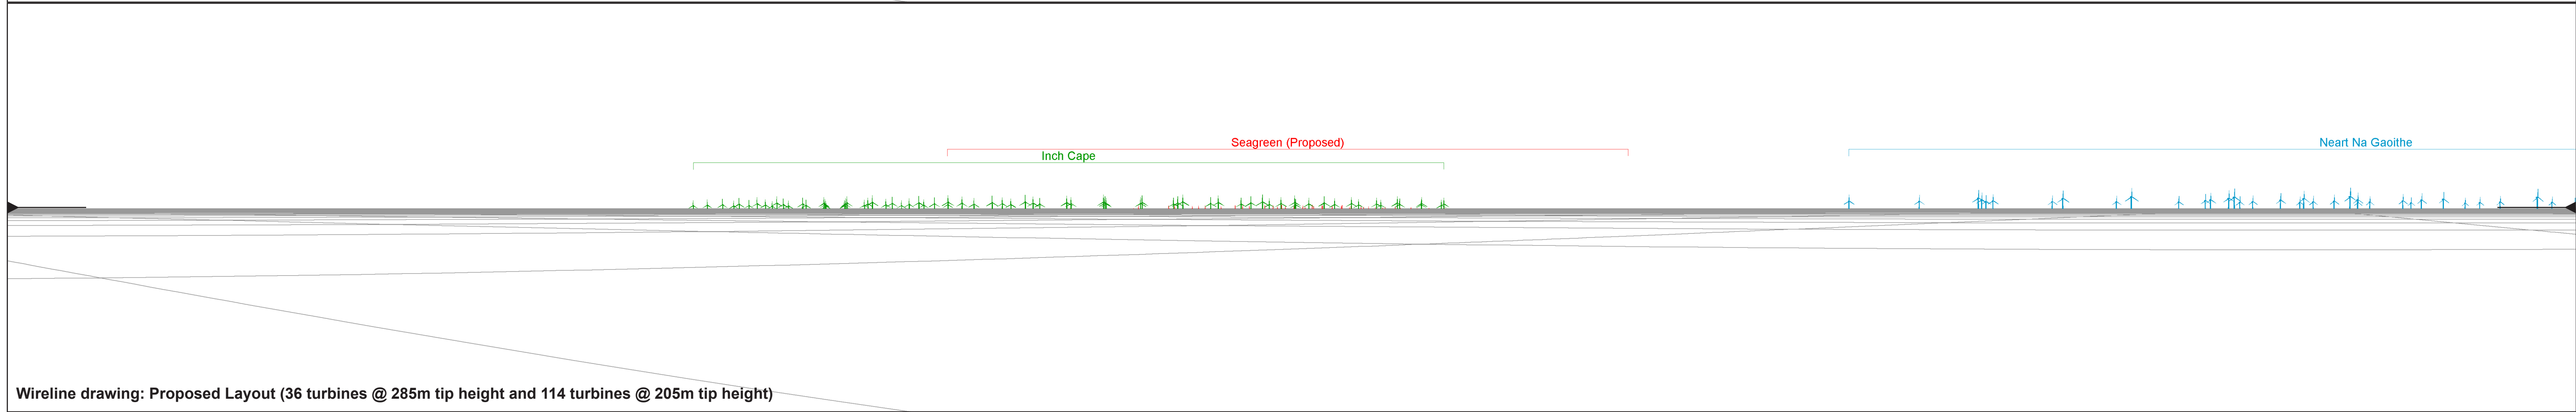 Seagreen (Proposed)
Neart Na Gaoithe
Inch Cape
Wireline drawing: Proposed Layout (36 turbines @ 285m tip height and 114 turbines @ 205m tip height)